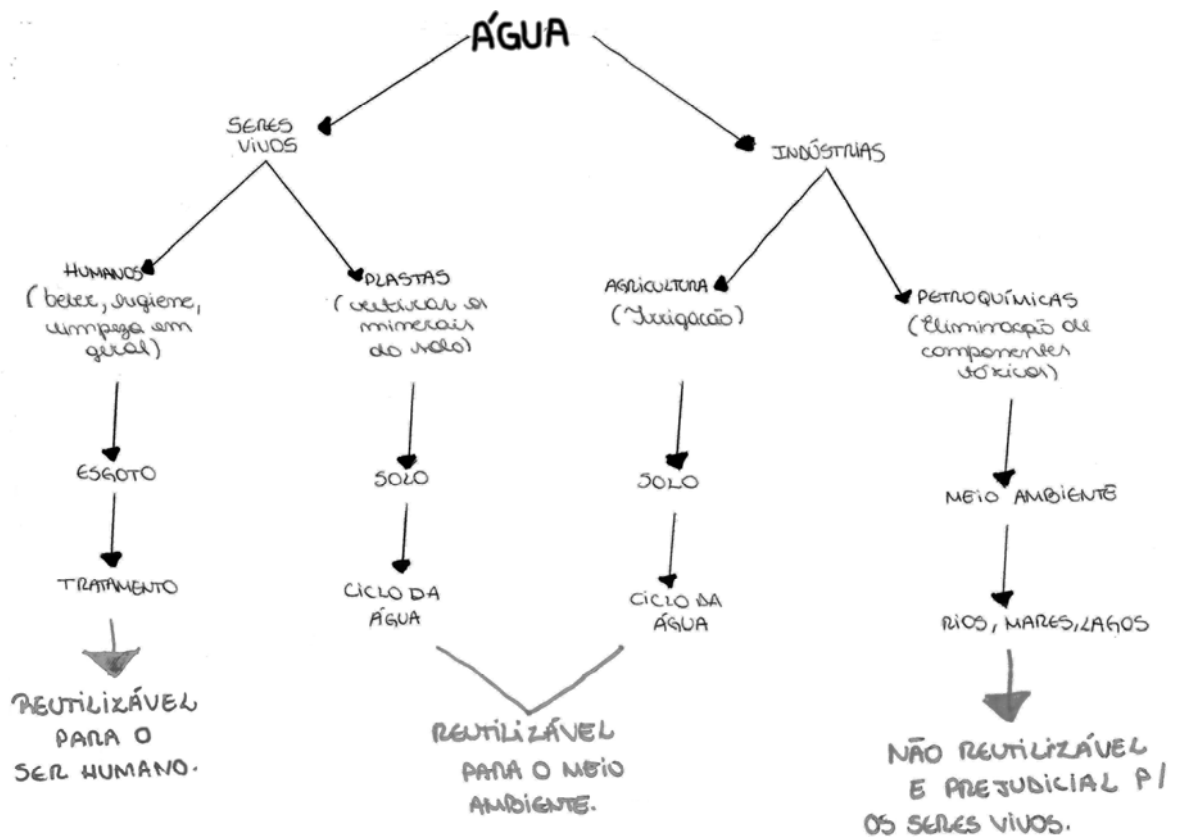 ÁGUA
SERES
VIVOS
INDÚSTRIAS
HUMANOS
(beber, higiene,
limpeza em
geral)
PLASTAS
(retirar os
minerais
do solo)
AGRICULTURA
(Irrigação)
PETROQUÍMICAS
(Eliminação de
componentes
tóxicos)
ESGOTO
SOLO
SOLO
MEIO AMBIENTE
TRATAMENTO
CICLO DA
ÁGUA
CICLO DA
ÁGUA
RIOS, MARES, LAGOS
REUTILIZÁVEL
PARA O
SER HUMANO.
REUTILIZÁVEL
PARA O MEIO
AMBIENTE.
NÃO REUTILIZÁVEL
E PREJUDICIAL P/
OS SERES VIVOS.